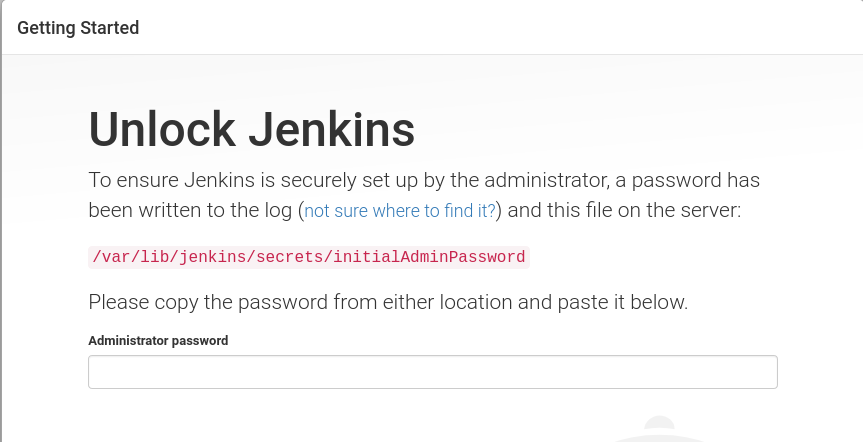 Getting Started
Unlock Jenkins
To ensure Jenkins is securely set up by the administrator, a password has
been written to the log (not sure where to find it?) and this file on the server:
/var/lib/jenkins/secrets/initialAdminPassword
Please copy the password from either location and paste it below.
Administrator password